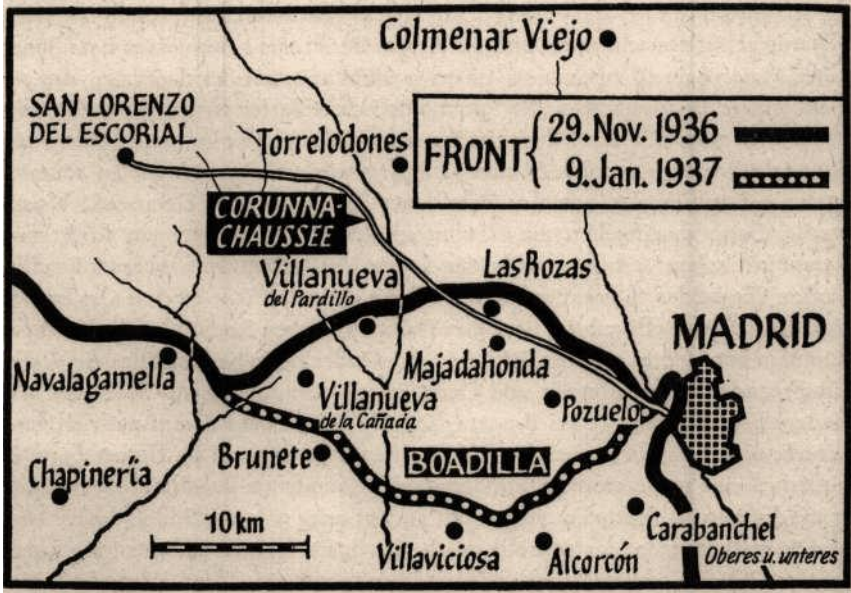 Colmenar Viejo
SAN LORENZO
DEL ESCORIAL
Torrelodones
FRONT
29. Nov. 1936
9. Jan. 1937
CORUNNA-
CHAUSSEE
Villanueva
del Pardillo
Las Rozas
MADRID
Navalagamella
Majadahonda
Villanueva
de la Cañada
Pozuelo
Brunete
BOADILLA
Chapinería
10 km
Villaviciosa
Alcorcón
Carabanchel
Oberes u. unteres